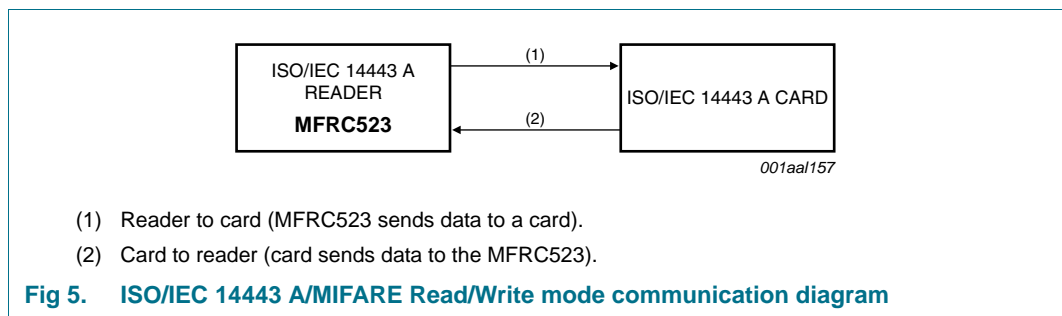 ISO/IEC 14443 A
READER
MFRC523
(1)
(2)
ISO/IEC 14443 A CARD
001aal157
(1) Reader to card (MFRC523 sends data to a card).
(2) Card to reader (card sends data to the MFRC523).
Fig 5. ISO/IEC 14443 A/MIFARE Read/Write mode communication diagram